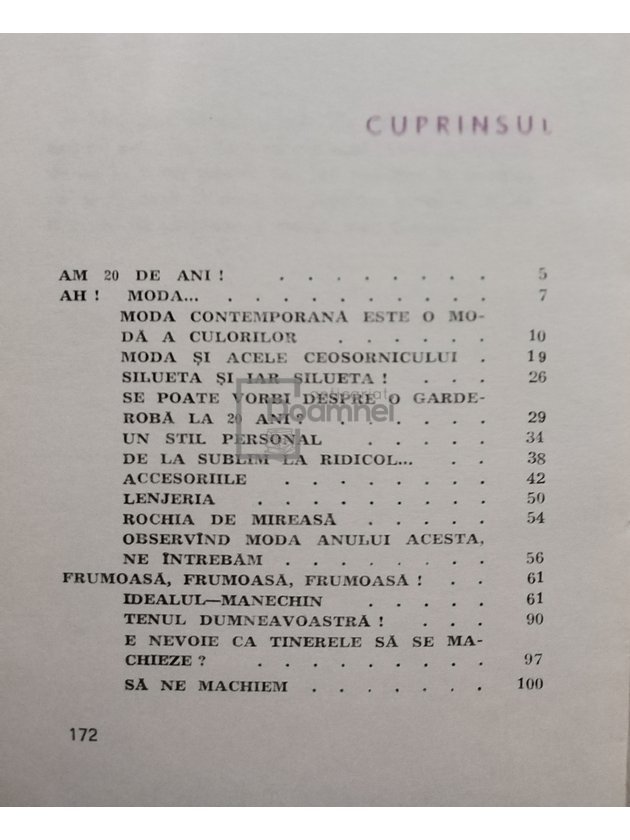 CUPRINSUL
AM 20 DE ANI ! . . . . . . . . 5
AH ! MODA... . . . . . . . . . . 7
MODA CONTEMPORANĂ ESTE O MO-
DĂ A CULORILOR . . . . . . 10
MODA ȘI ACELE CEOSORNICULUI . 19
SILUETA ȘI IAR SILUETA ! . . . 26
SE POATE VORBI DESPRE O GARDE-
ROBĂ LA 20 ANI ? . . . . . . 29
UN STIL PERSONAL . . . . . 34
DE LA SUBLIM LA RIDICOL... . . 38
ACCESORIILE . . . . . . . . 42
LENJERIA . . . . . . . . . 50
ROCHIA DE MIREASĂ . . . . . 54
OBSERVÎND MODA ANULUI ACESTA,
NE ÎNTREBĂM . . . . . . . . 56
FRUMOASĂ, FRUMOASĂ, FRUMOASĂ ! . . 61
IDEALUL—MANECHIN . . . . . 61
TENUL DUMNEAVOASTRĂ ! . . . 90
E NEVOIE CA TINERELE SĂ SE MA-
CHIEZE ? . . . . . . . . . 97
SĂ NE MACHIEM . . . . . . . 100
172